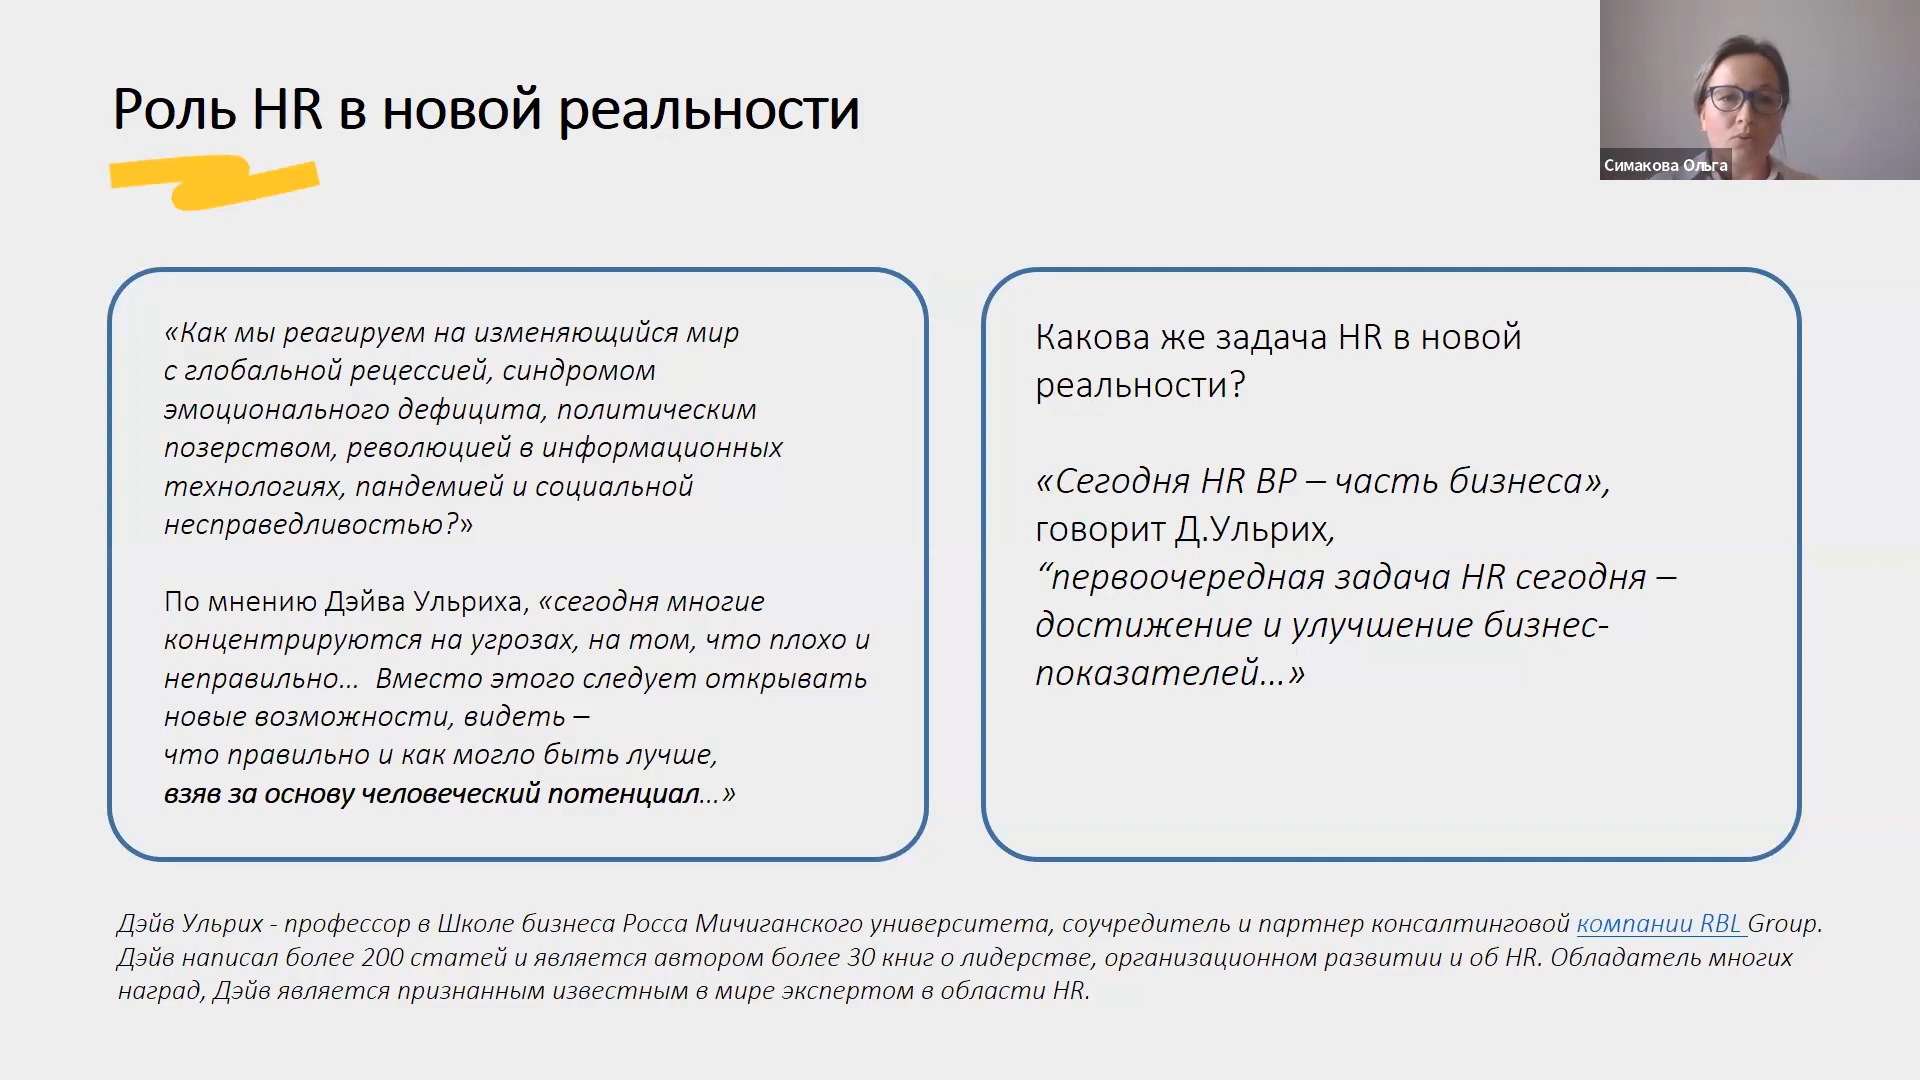 Роль HR в новой реальности
Симакова Ольга
«Как мы реагируем на изменяющийся мир
с глобальной рецессией, синдромом
эмоционального дефицита, политическим
позерством, революцией в информационных
технологиях, пандемией и социальной
несправедливостью?»
По мнению Дэйва Ульриха, «сегодня многие
концентрируются на угрозах, на том, что плохо и
неправильно... Вместо этого следует открывать
новые возможности, видеть –
что правильно и как могло быть лучше,
взяв за основу человеческий потенциал...»
Какова же задача HR в новой
реальности?
«Сегодня HR BP – часть бизнеса»,
говорит Д.Ульрих,
“первоочередная задача HR сегодня –
достижение и улучшение бизнес-
показателей...»
Дэйв Ульрих - профессор в Школе бизнеса Росса Мичиганского университета, соучредитель и партнер консалтинговой компании RBL Group.
Дэйв написал более 200 статей и является автором более 30 книг о лидерстве, организационном развитии и об HR. Обладатель многих
наград, Дэйв является признанным известным в мире экспертом в области HR.